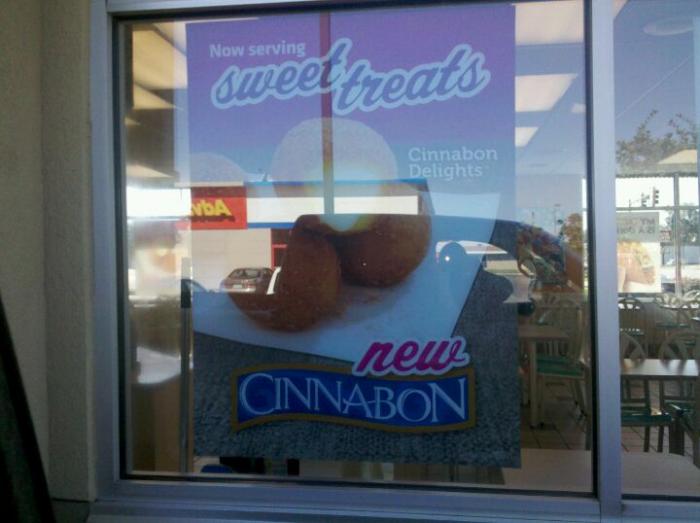 Now serving
sweet treats
Cinnabon
Delights
new
CINNABON